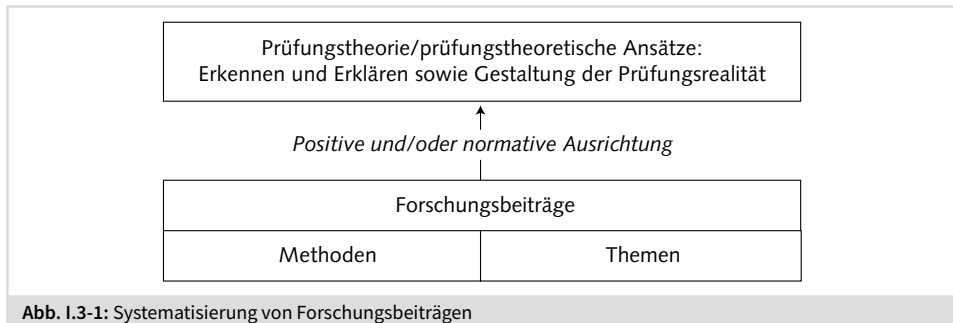 Prüfungstheorie/prüfungstheoretische Ansätze:
Erkennen und Erklären sowie Gestaltung der Prüfungsrealität
Positive und/oder normative Ausrichtung
Forschungsbeiträge
Methoden
Themen
Abb. I.3-1: Systematisierung von Forschungsbeiträgen